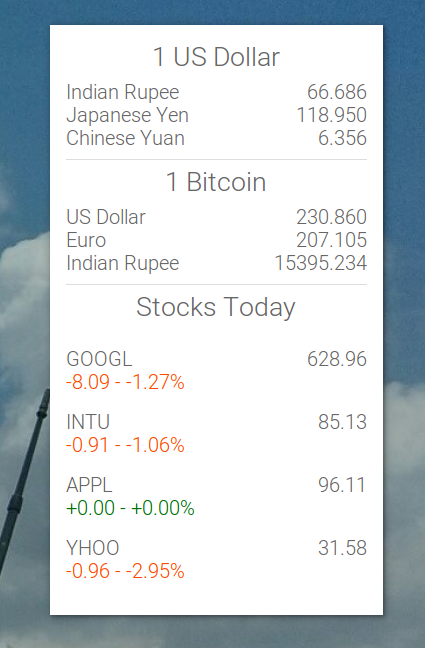 1 US Dollar
Indian Rupee 66.686
Japanese Yen 118.950
Chinese Yuan 6.356
1 Bitcoin
US Dollar 230.860
Euro 207.105
Indian Rupee 15395.234
Stocks Today
GOOGL 628.96
-8.09 - -1.27%
INTU 85.13
-0.91 - -1.06%
APPL 96.11
+0.00 - +0.00%
YHOO 31.58
-0.96 - -2.95%